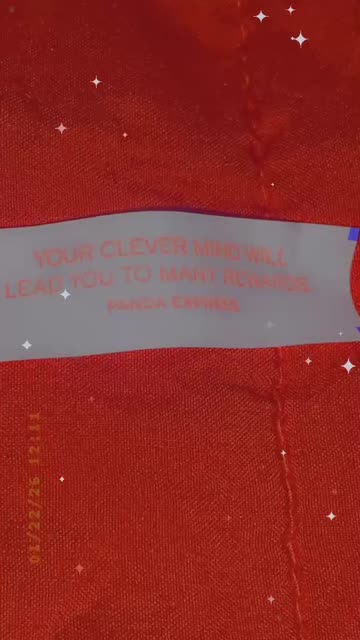 YOUR CLEVER MIND WILL
LEAD YOU TO MANY REWARDS.
PANDA EXPRESS
01/22/26 12:11